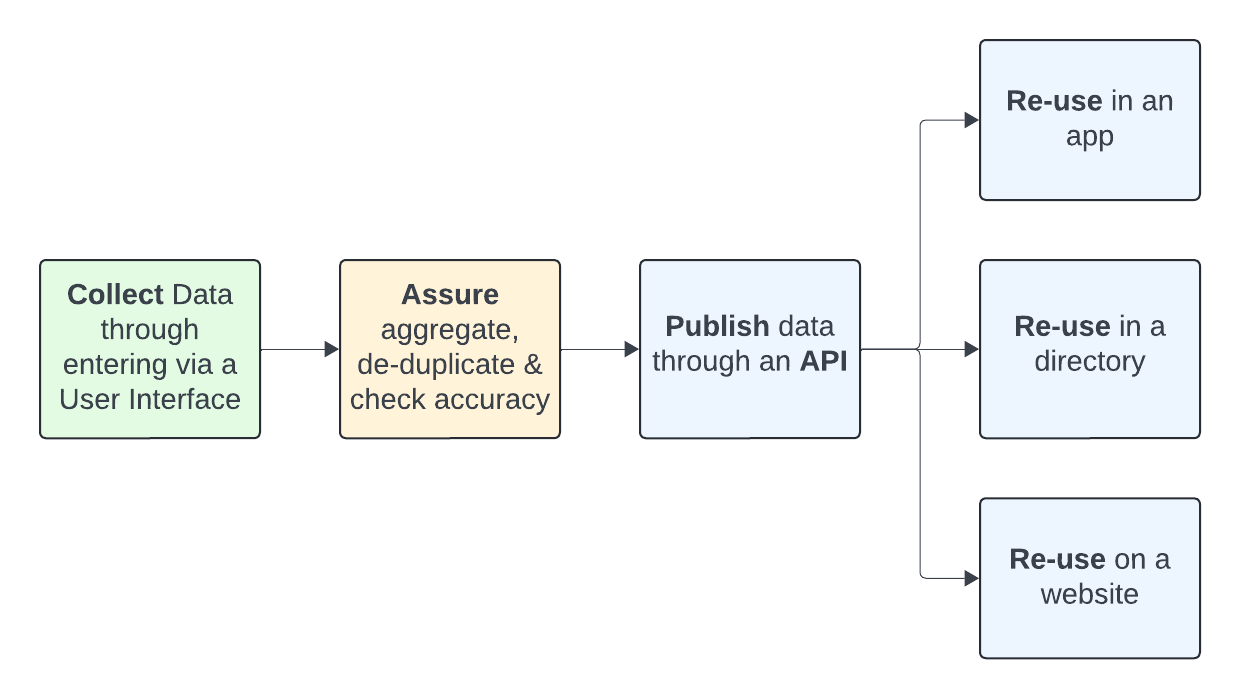 Collect Data
through
entering via a
User Interface
Assure
aggregate,
de-duplicate &
check accuracy
Publish data
through an API
Re-use in an
app
Re-use in a
directory
Re-use on a
website